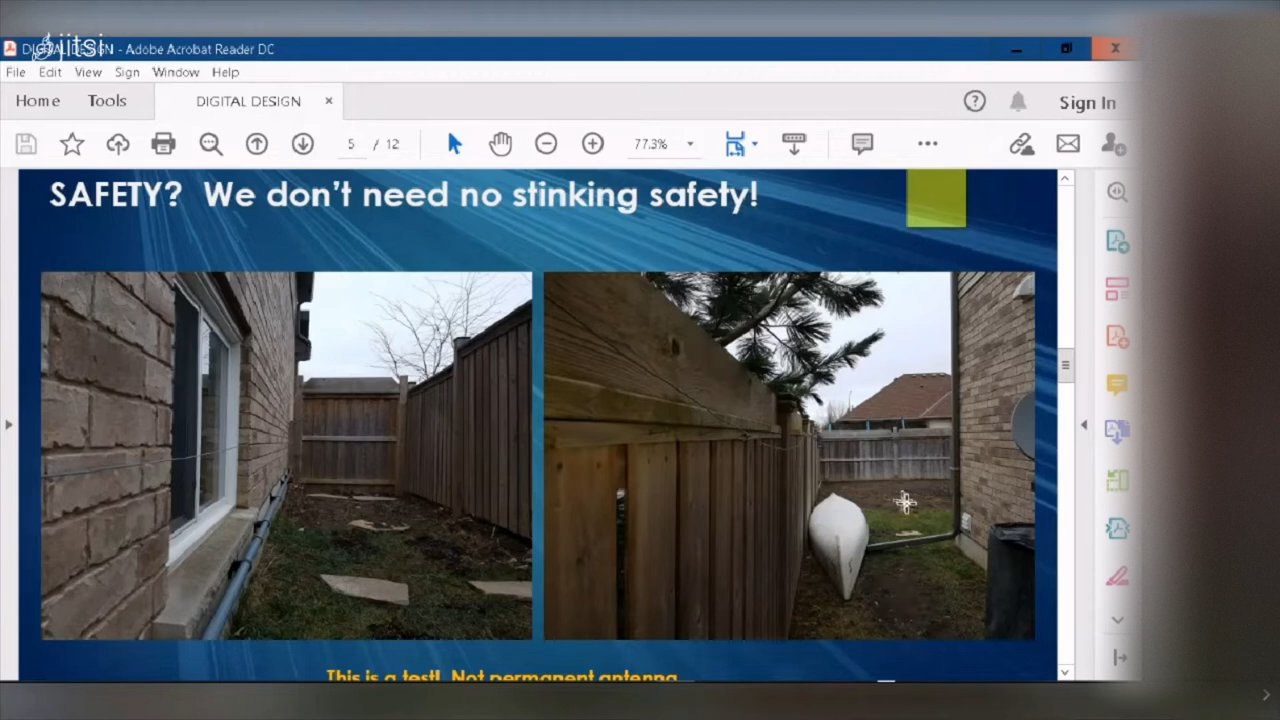 jitsi
DIGITAL DESIGN - Adobe Acrobat Reader DC
File Edit View Sign Window Help
Home Tools DIGITAL DESIGN × Sign In
5 / 12 77.3%
SAFETY? We don't need no stinking safety!
This is a test! Not permanent antenna